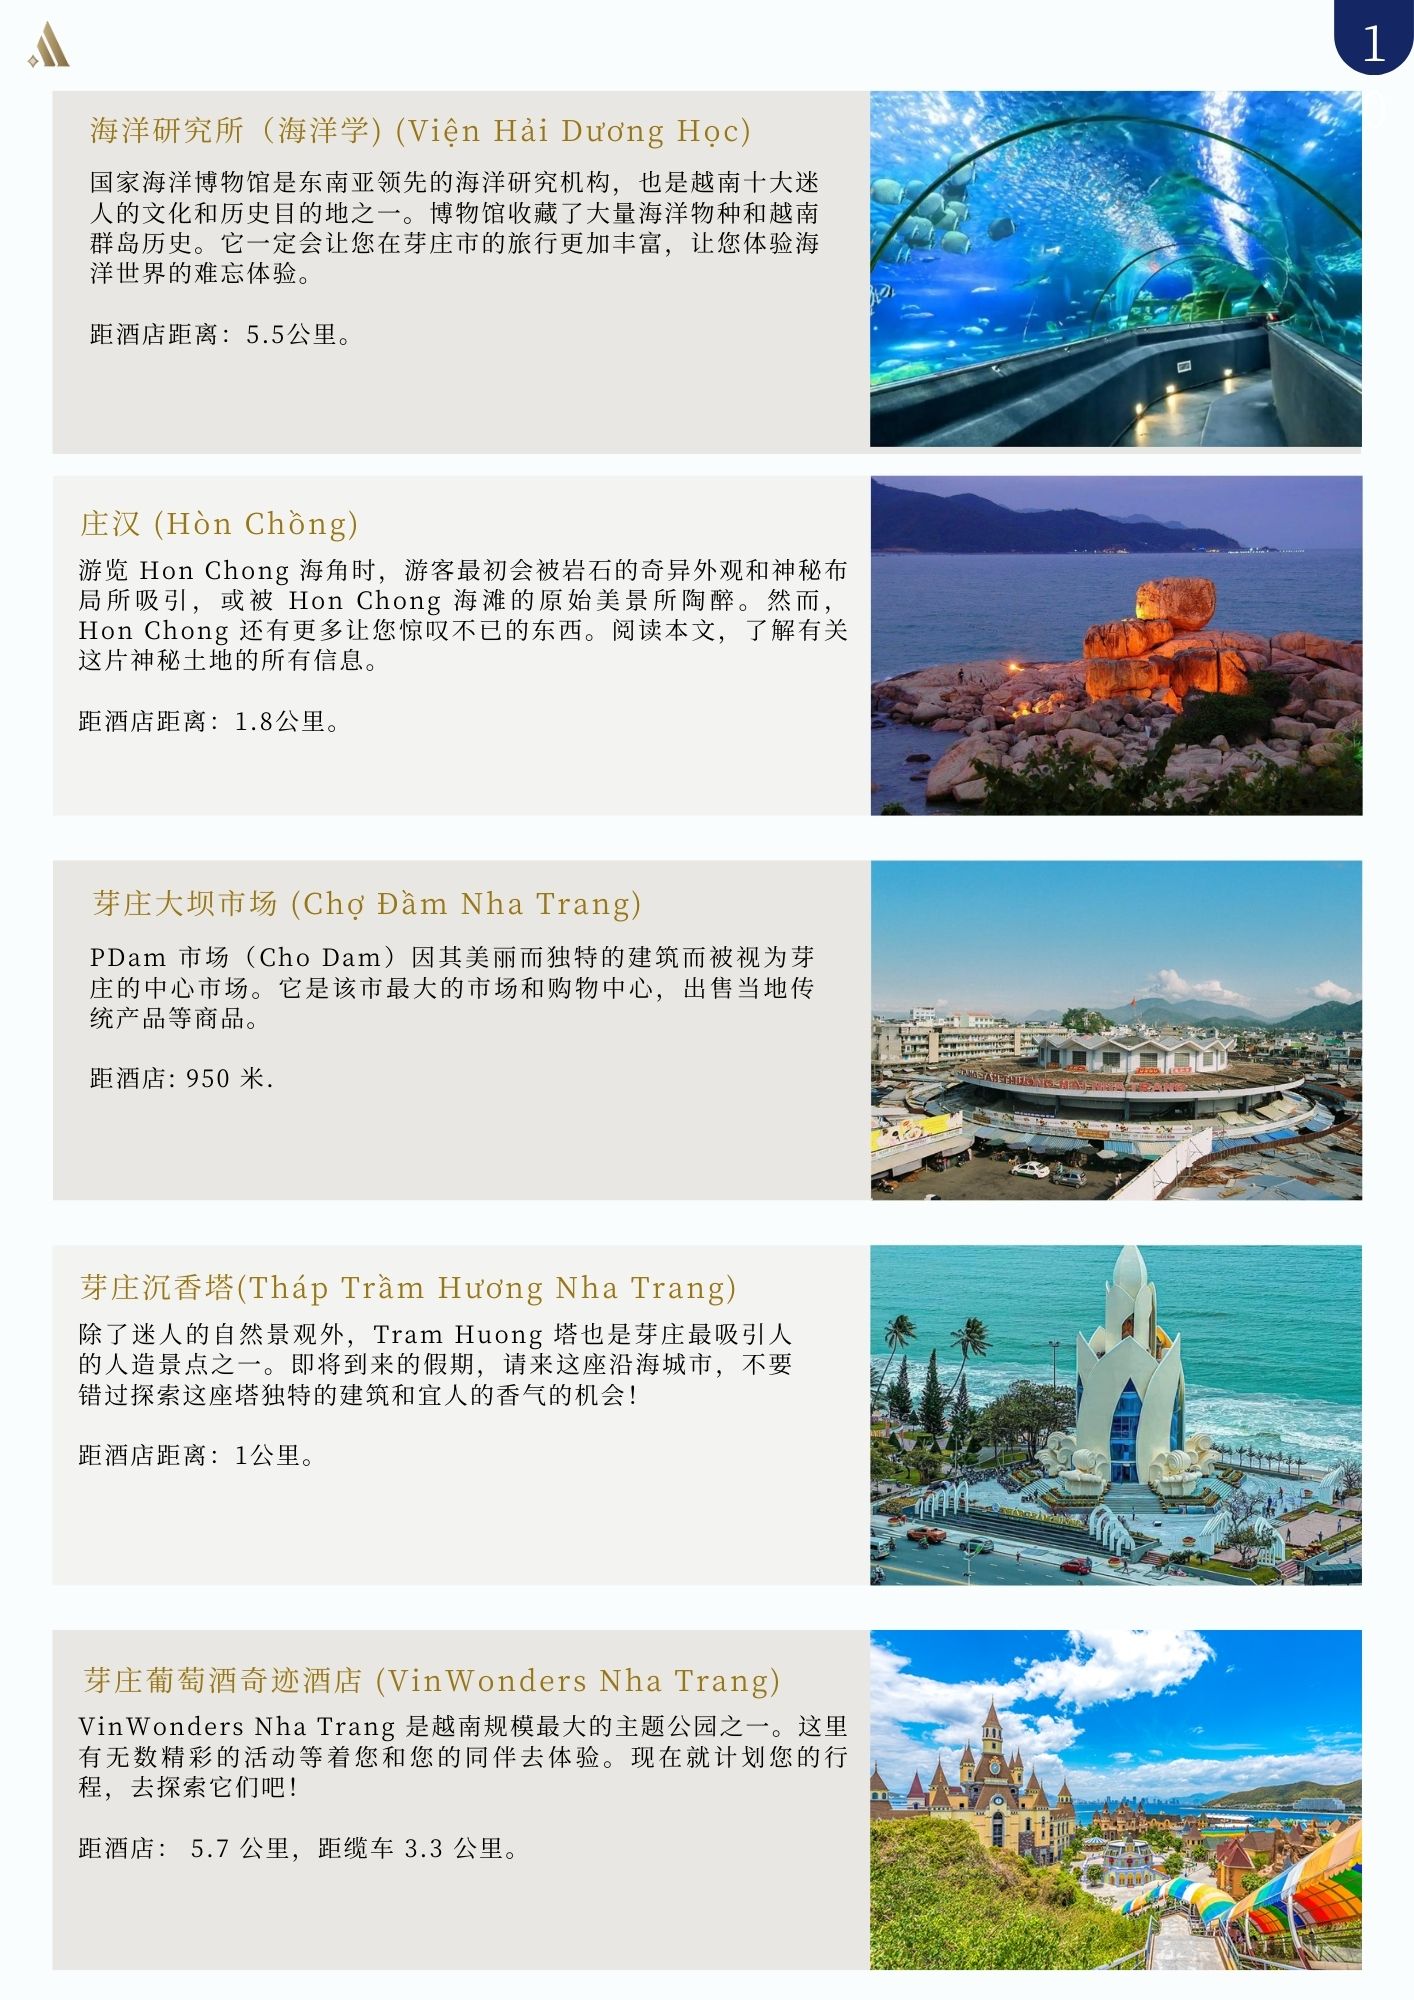 1
海洋研究所（海洋学) (Viện Hải Dương Học)
国家海洋博物馆是东南亚领先的海洋研究机构，也是越南十大迷
人的文化和历史目的地之一。博物馆收藏了大量海洋物种和越南
群岛历史。它一定会让您在芽庄市的旅行更加丰富，让您体验海
洋世界的难忘体验。
距酒店距离：5.5公里。
庄汉 (Hòn Chồng)
游览 Hon Chong 海角时，游客最初会被岩石的奇异外观和神秘布
局所吸引，或被 Hon Chong 海滩的原始美景所陶醉。然而，
Hon Chong 还有更多让您惊叹不已的东西。阅读本文，了解有关
这片神秘土地的所有信息。
距酒店距离：1.8公里。
芽庄大坝市场 (Chợ Đầm Nha Trang)
PDam 市场（Cho Dam）因其美丽而独特的建筑而被视为芽
庄的中心市场。它是该市最大的市场和购物中心，出售当地传
统产品等商品。
距酒店: 950 米.
芽庄沉香塔(Tháp Trầm Hương Nha Trang)
除了迷人的自然景观外，Tram Huong 塔也是芽庄最吸引人
的人造景点之一。即将到来的假期，请来这座沿海城市，不要
错过探索这座塔独特的建筑和宜人的香气的机会！
距酒店距离：1公里。
芽庄葡萄酒奇迹酒店 (VinWonders Nha Trang)
VinWonders Nha Trang 是越南规模最大的主题公园之一。这里
有无数精彩的活动等着您和您的同伴去体验。现在就计划您的行
程，去探索它们吧！
距酒店： 5.7 公里，距缆车 3.3 公里。